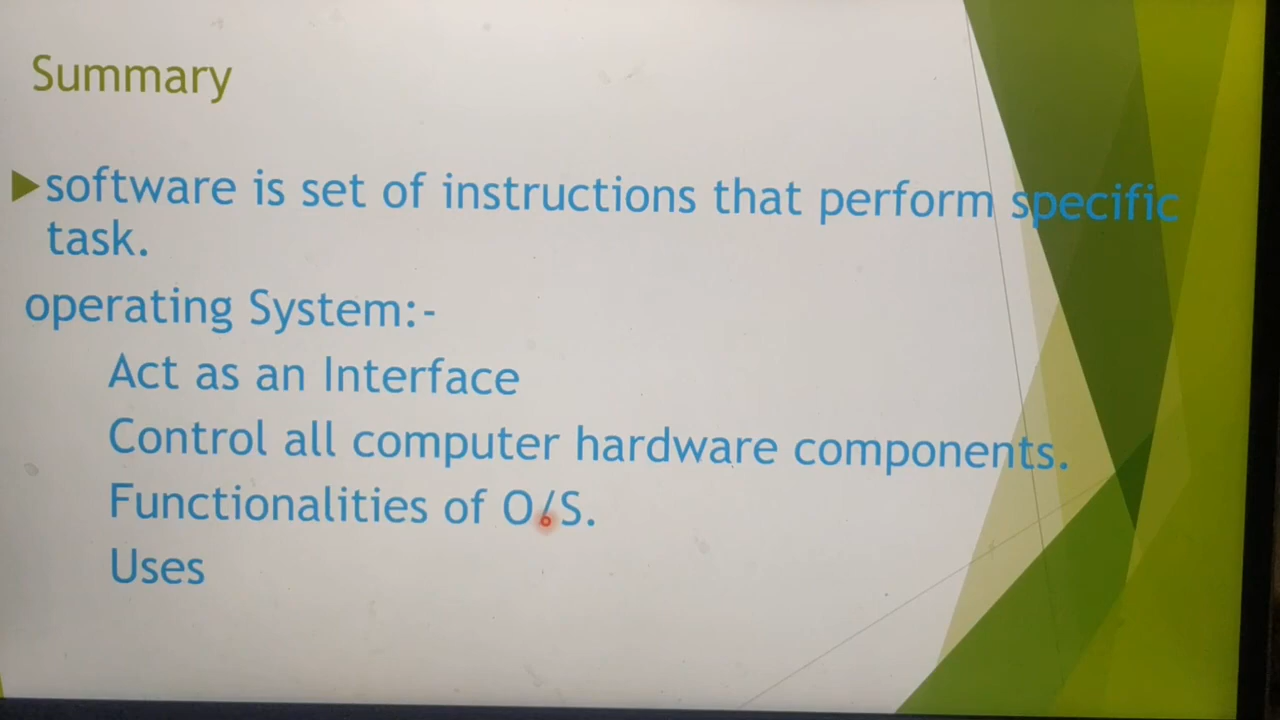 Summary
software is set of instructions that perform specific
task.
operating System:-
Act as an Interface
Control all computer hardware components.
Functionalities of O/S.
Uses